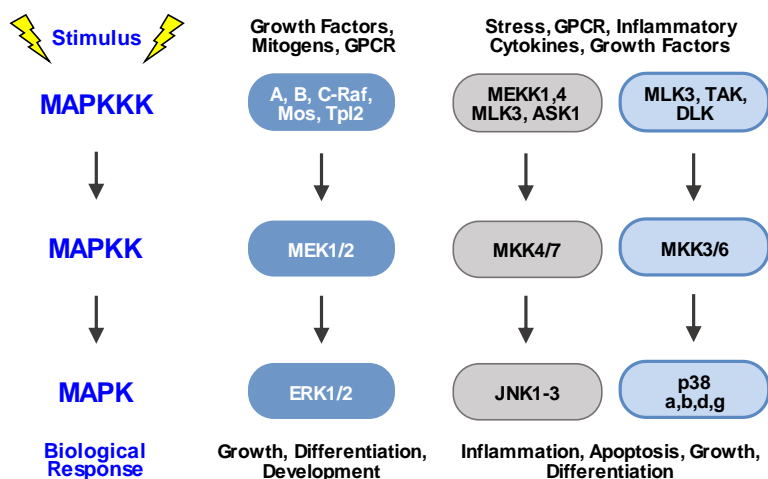 Stimulus
Growth Factors,
Mitogens, GPCR
Stress, GPCR, Inflammatory
Cytokines, Growth Factors
MAPKKK
A, B, C-Raf,
Mos, Tpl2
MEKK1,4
MLK3, ASK1
MLK3, TAK,
DLK
MAPKK
MEK1/2
MKK4/7
MKK3/6
MAPK
ERK1/2
JNK1-3
p38
a,b,d,g
Biological
Response
Growth, Differentiation,
Development
Inflammation, Apoptosis, Growth,
Differentiation